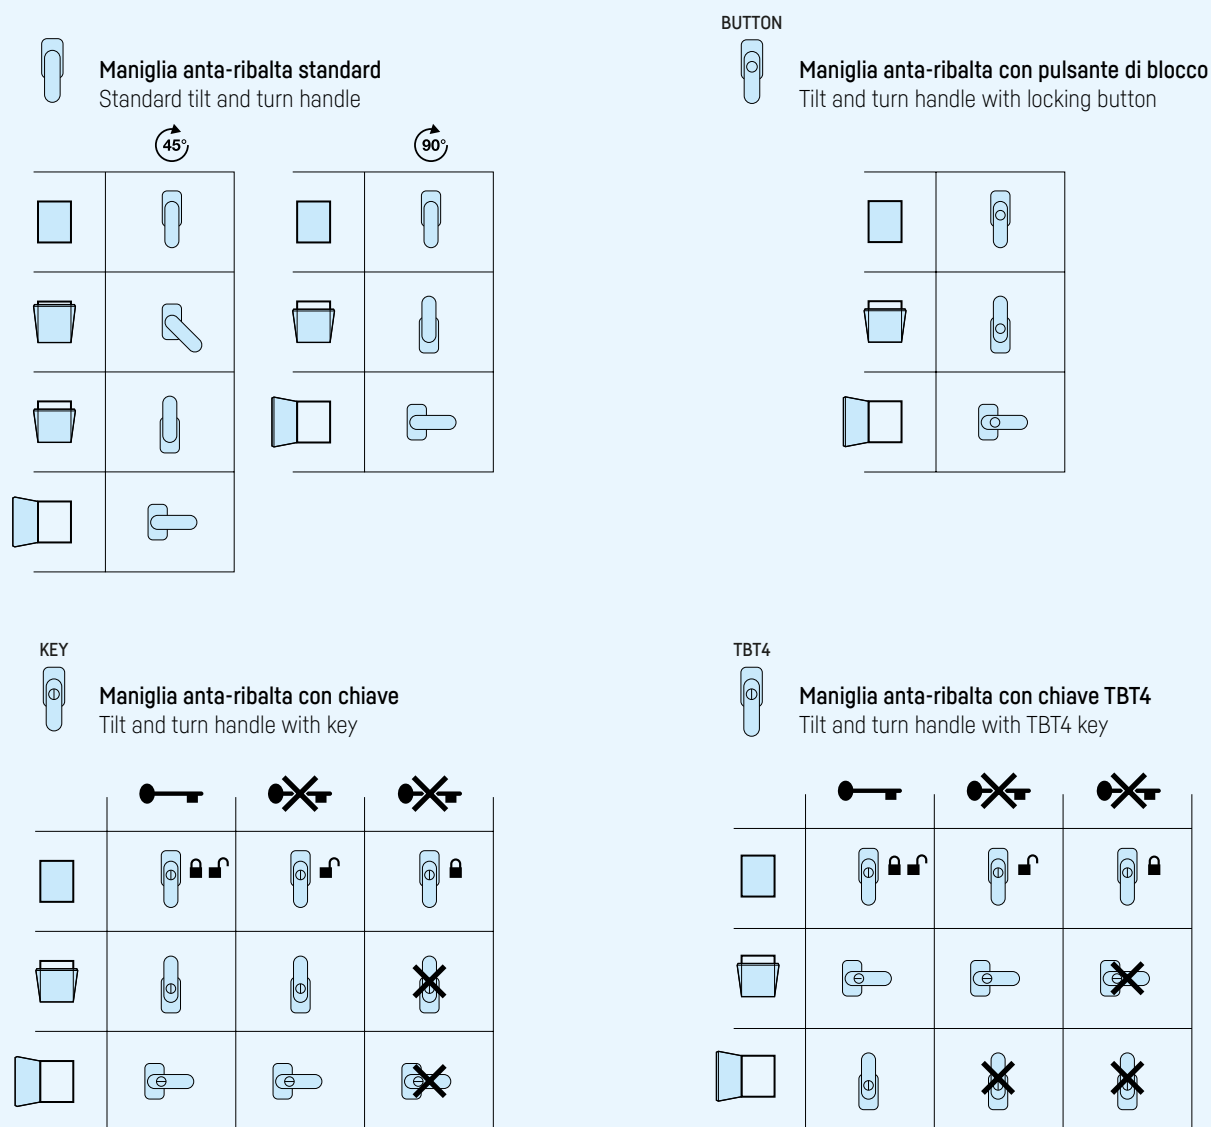 Maniglia anta-ribalta standard
Standard tilt and turn handle
45°
90°
BUTTON
Maniglia anta-ribalta con pulsante di blocco
Tilt and turn handle with locking button
KEY
Maniglia anta-ribalta con chiave
Tilt and turn handle with key
TBT4
Maniglia anta-ribalta con chiave TBT4
Tilt and turn handle with TBT4 key